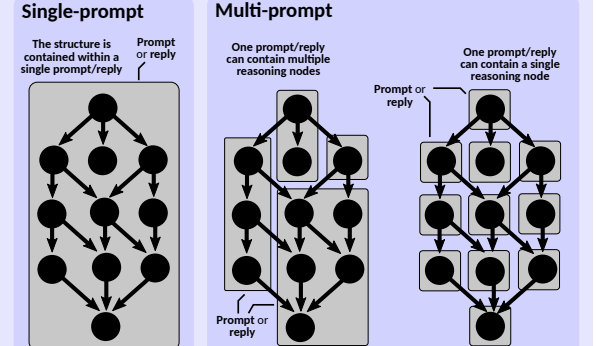 Single-prompt
The structure is
contained within a
single prompt/reply
Prompt
or reply
Multi-prompt
One prompt/reply
can contain multiple
reasoning nodes
Prompt or
reply
One prompt/reply
can contain a single
reasoning node
Prompt or
reply